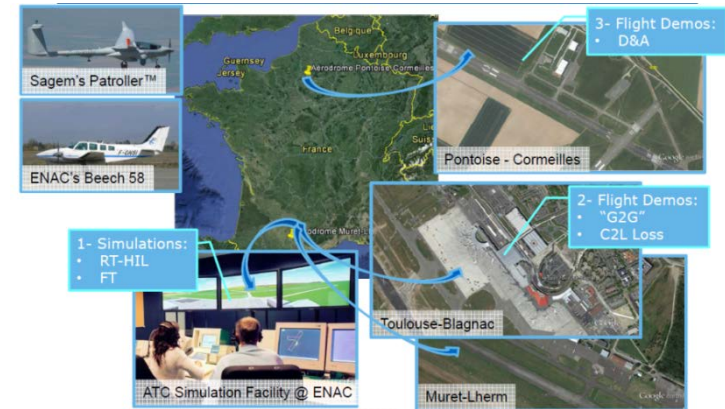 Sagem's Patroller™
ENAC's Beech 58
Belgique
Guernsey
Jersey
Luxembourg
Aérodrome Pontoise-Cormeilles
France
3- Flight Demos:
• D&A
Pontoise - Cormeilles
1- Simulations:
• RT-HIL
• FT
2- Flight Demos:
• "G2G"
• C2L Loss
Toulouse-Blagnac
ATC Simulation Facility @ ENAC
Muret-Lherm
Google